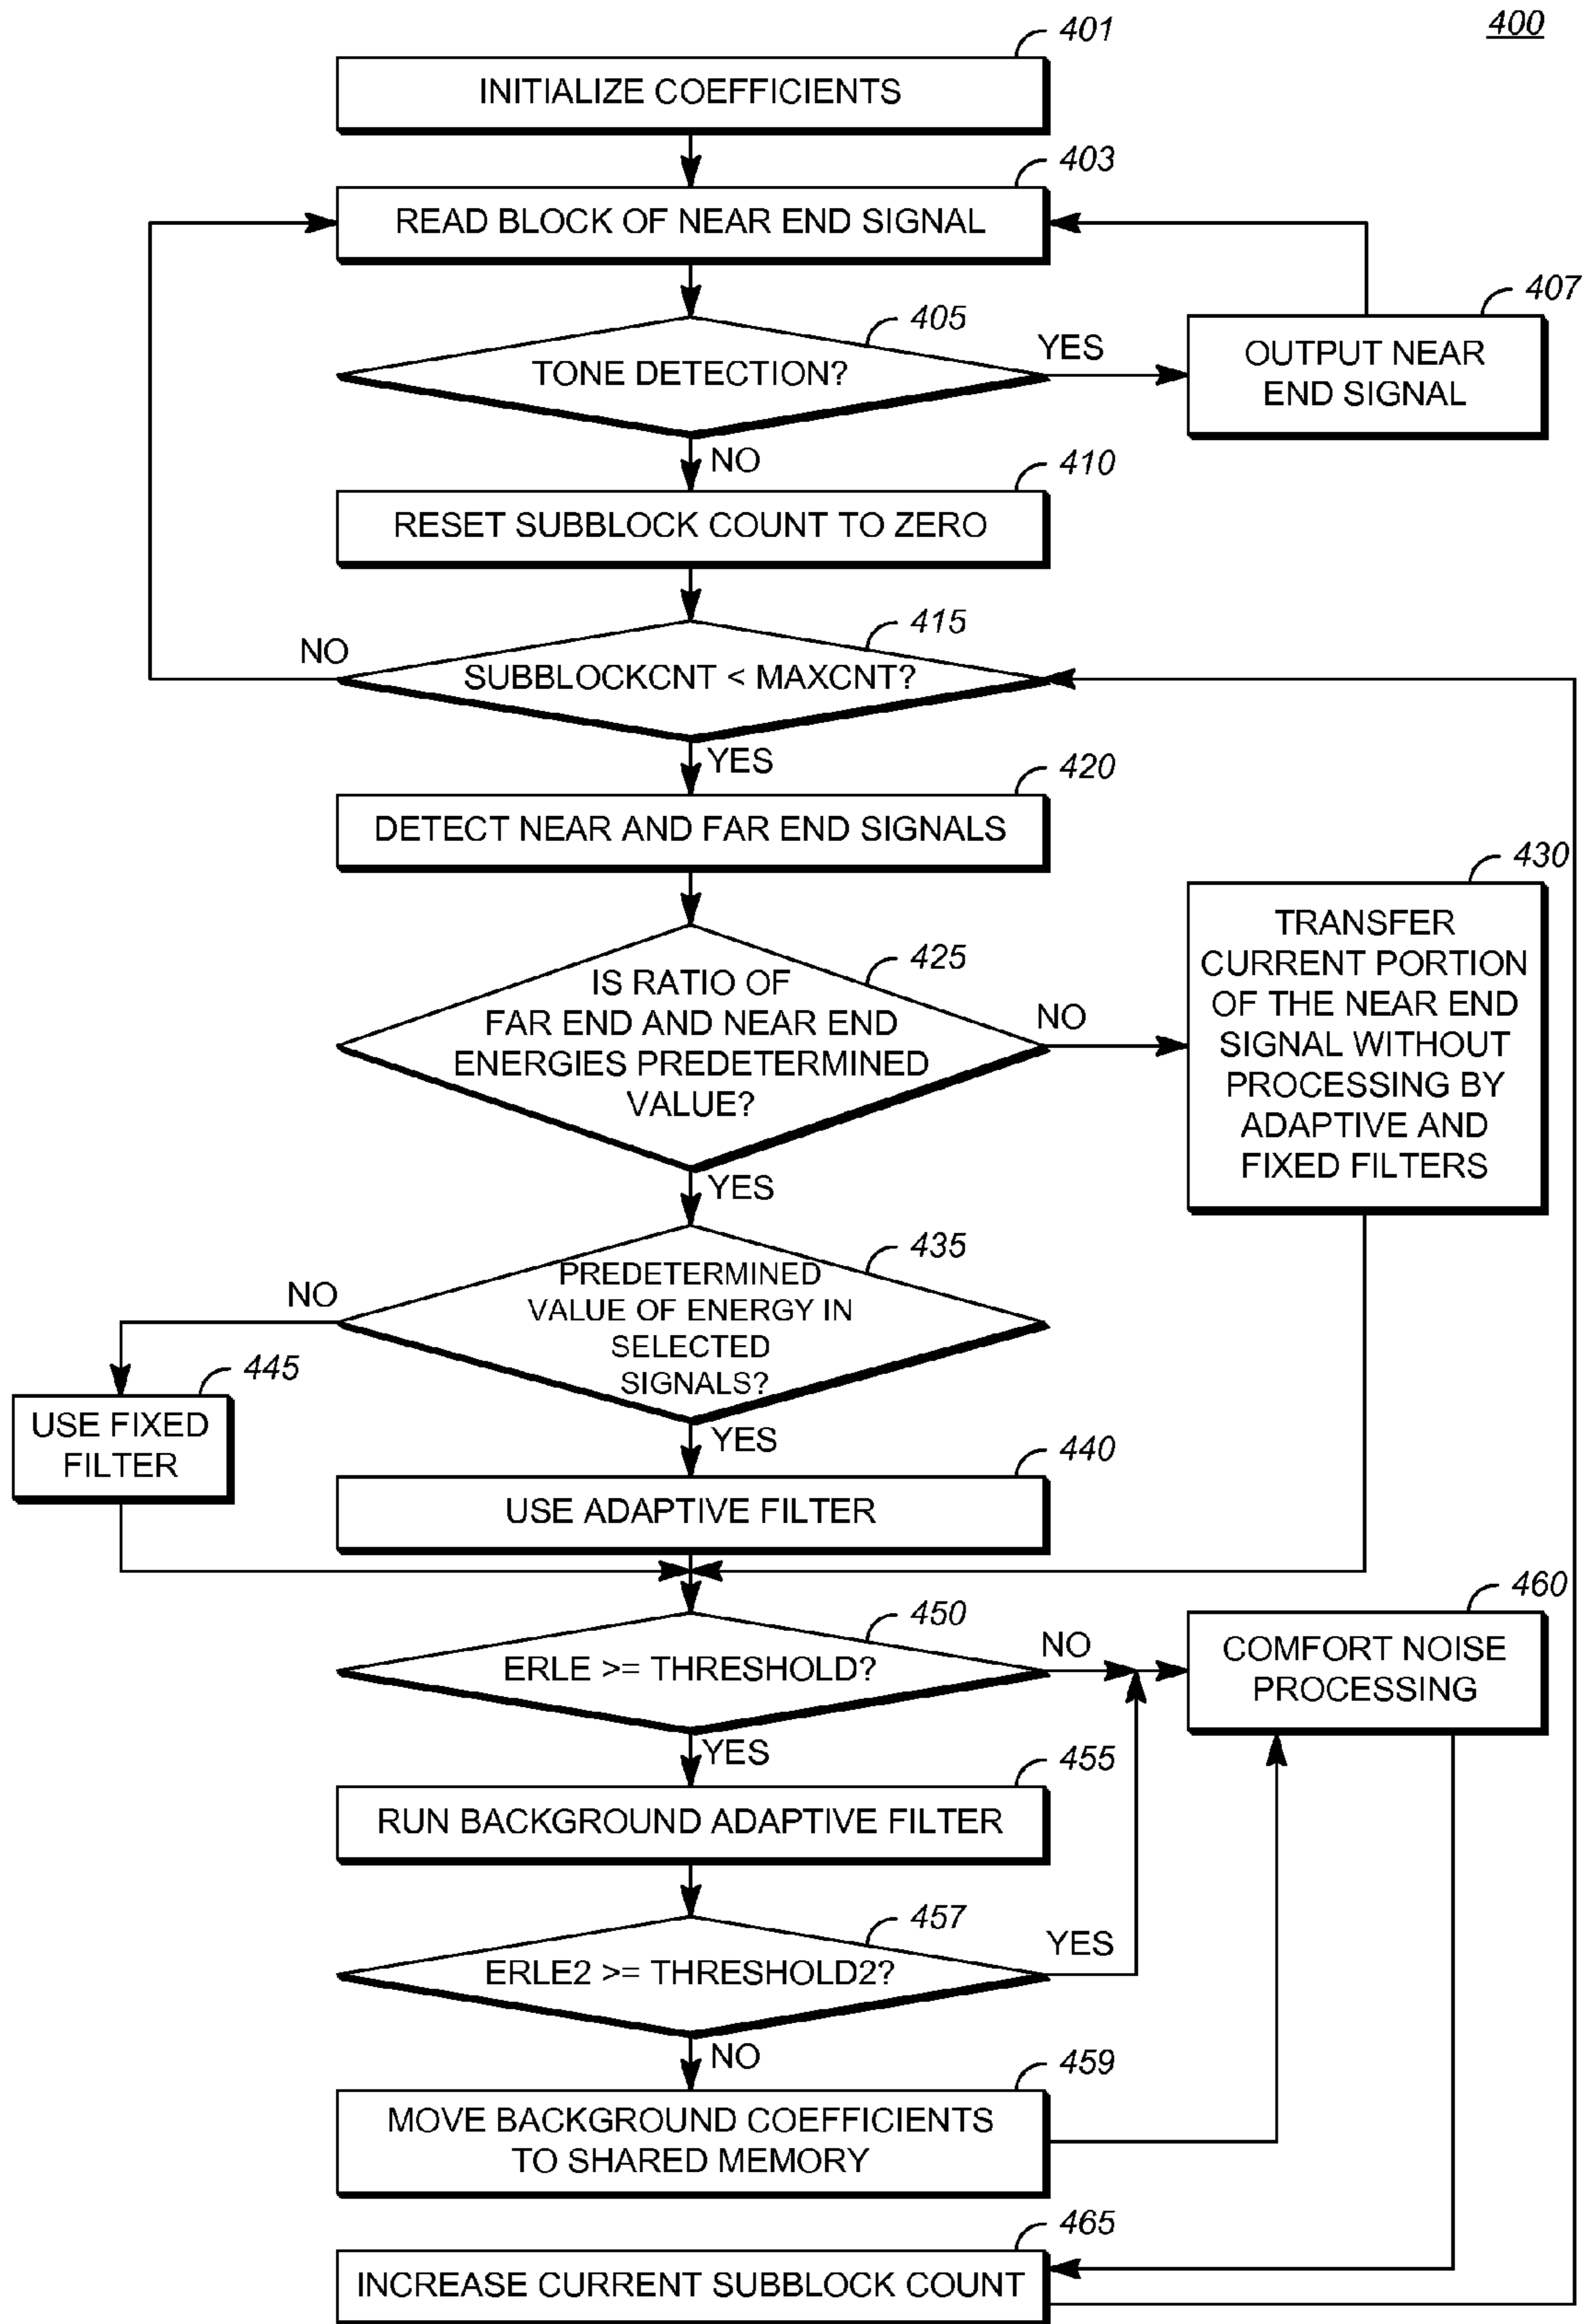 400
401
INITIALIZE COEFFICIENTS
403
READ BLOCK OF NEAR END SIGNAL
405
TONE DETECTION?
YES
407
OUTPUT NEAR
END SIGNAL
NO
410
RESET SUBBLOCK COUNT TO ZERO
415
SUBBLOCKCNT < MAXCNT?
NO
YES
420
DETECT NEAR AND FAR END SIGNALS
425
IS RATIO OF
FAR END AND NEAR END
ENERGIES PREDETERMINED
VALUE?
NO
430
TRANSFER
CURRENT PORTION
OF THE NEAR END
SIGNAL WITHOUT
PROCESSING BY
ADAPTIVE AND
FIXED FILTERS
YES
435
PREDETERMINED
VALUE OF ENERGY IN
SELECTED
SIGNALS?
NO
445
USE FIXED
FILTER
YES
440
USE ADAPTIVE FILTER
450
ERLE >= THRESHOLD?
NO
460
COMFORT NOISE
PROCESSING
YES
455
RUN BACKGROUND ADAPTIVE FILTER
457
ERLE2 >= THRESHOLD2?
YES
NO
459
MOVE BACKGROUND COEFFICIENTS
TO SHARED MEMORY
465
INCREASE CURRENT SUBBLOCK COUNT